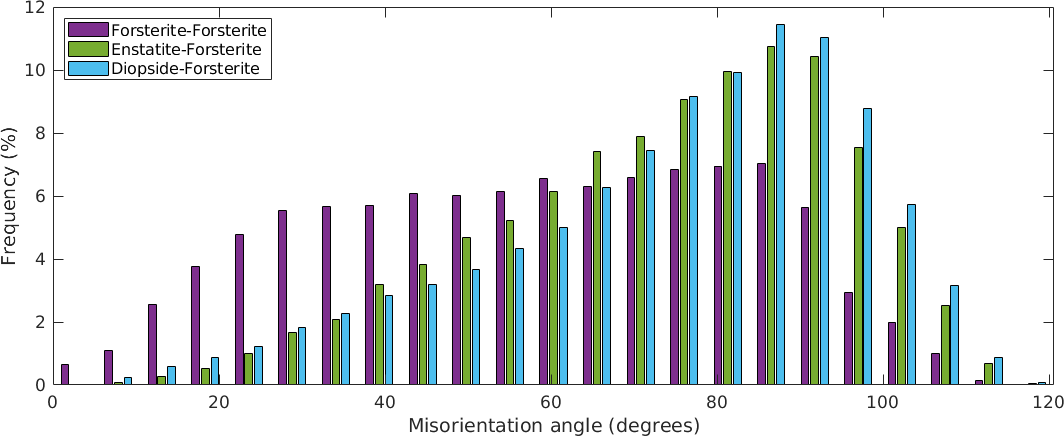 12
10
8
6
4
2
0
Frequency (%)
Forsterite-Forsterite
Enstatite-Forsterite
Diopside-Forsterite
0 20 40 60 80 100 120
Misorientation angle (degrees)